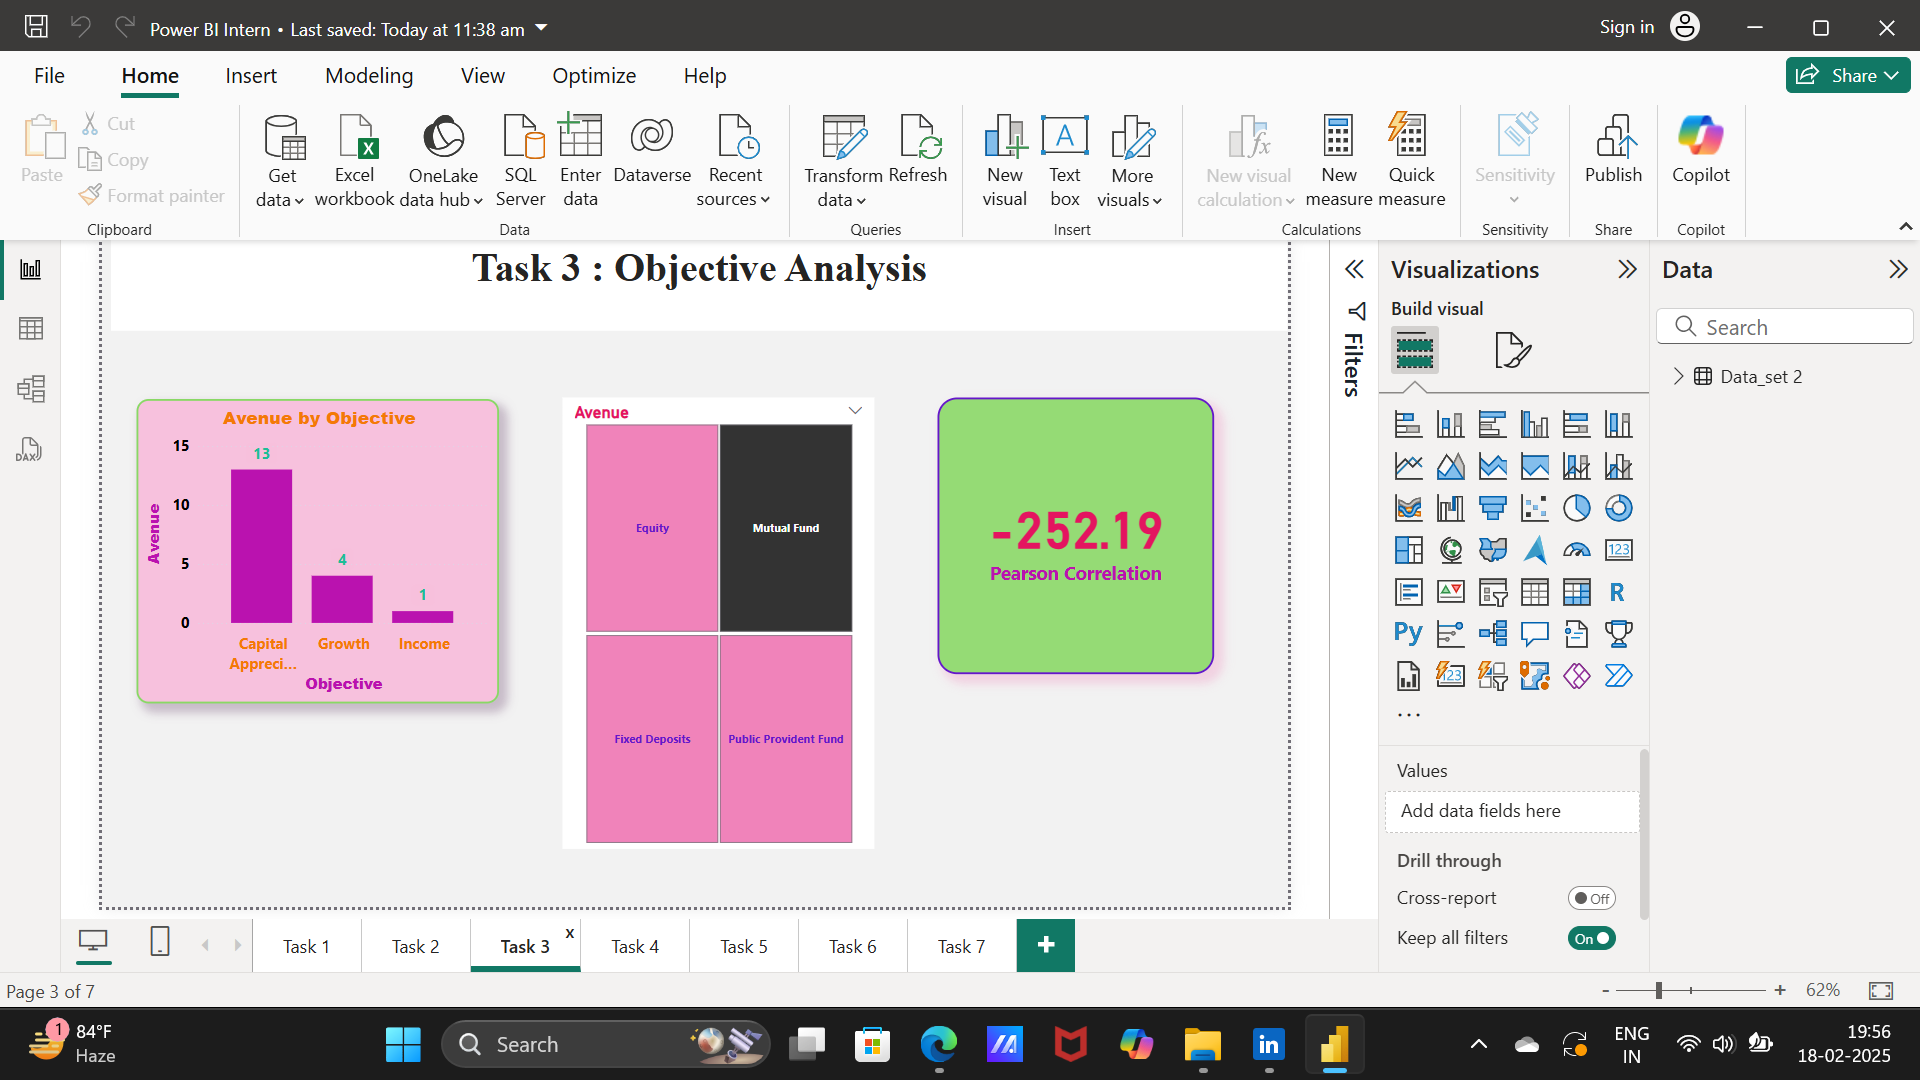 Power BI Intern • Last saved: Today at 11:38 am
Sign in
File
Home
Insert
Modeling
View
Optimize
Help
Share
Paste
Cut
Copy
Format painter
Clipboard
Get
data
Excel
workbook
OneLake
data hub
SQL
Server
Enter
data
Dataverse
Recent
sources
Data
Transform
data
Refresh
Queries
New
visual
Text
box
More
visuals
Insert
New visual
calculation
New
measure
Quick
measure
Calculations
Sensitivity
Sensitivity
Publish
Share
Copilot
Copilot
DAX
Task 3 : Objective Analysis
Avenue by Objective
15
10
5
0
Avenue
13
4
1
Capital
Appreci...
Growth
Income
Objective
Avenue
Equity
Mutual Fund
Fixed Deposits
Public Provident Fund
-252.19
Pearson Correlation
Filters
Visualizations
Build visual
123
R
Py
123
...
Values
Add data fields here
Drill through
Cross-report
Off
Keep all filters
On
Data
Search
Data_set 2
Task 1
Task 2
Task 3
x
Task 4
Task 5
Task 6
Task 7
+
Page 3 of 7
- + 62%
1
84°F
Haze
Search
in
ENG
IN
19:56
18-02-2025